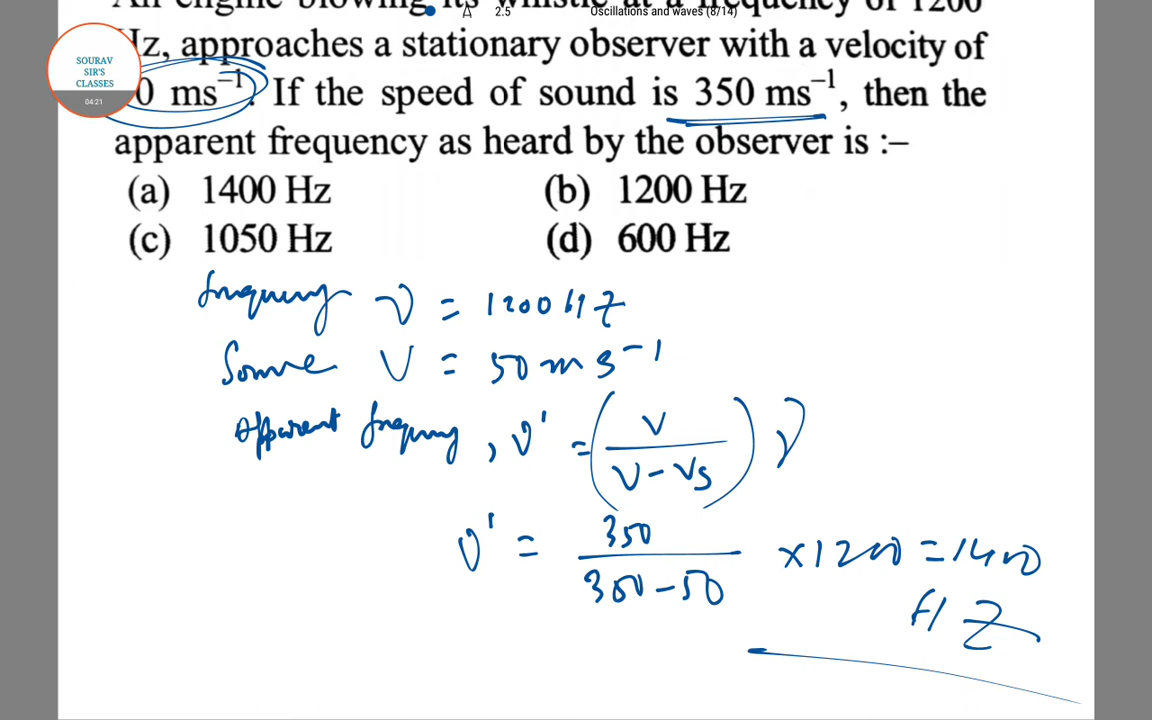 2.5 Oscillations and waves (8/14)
Hz, approaches a stationary observer with a velocity of
SOURAV
SIR'S
CLASSES
04:21
0 ms⁻¹. If the speed of sound is 350 ms⁻¹, then the
apparent frequency as heard by the observer is :–
(a) 1400 Hz (b) 1200 Hz
(c) 1050 Hz (d) 600 Hz
frequency ν = 1200 Hz
V = 50 m s⁻¹
Apparent frequency, ν' = (V / V - Vs) ν
ν' = 350 / 350 - 50 × 1200 = 1400
Hz